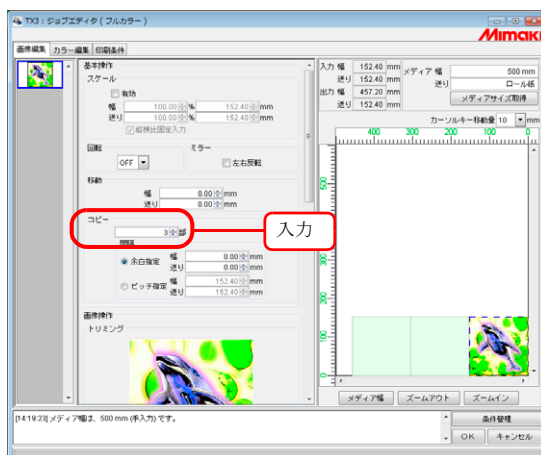 TX3 : ジョブエディタ ( フルカラー )
Mimaki
画像編集 カラー編集 印刷条件
基本操作
スケール
有効
幅 100.00 % 152.40 mm
送り 100.00 % 152.40 mm
縦横比固定入力
回転 ミラー
OFF 左右反転
移動
幅 0.00 mm
送り 0.00 mm
コピー
3 部
入力
間隔
余白指定 幅 0.00 mm
送り 0.00 mm
ピッチ指定 幅 152.40 mm
送り 152.40 mm
画像操作
トリミング
入力 幅 152.40 mm
送り 152.40 mm
出力 幅 457.20 mm
送り 152.40 mm
メディア 幅 500 mm
送り ロール紙
メディアサイズ取得
カーソルキー移動量 10 mm
400 300 200 100 0
メディア幅 ズームアウト ズームイン
[14:19:23] メディア幅は、500 mm (手入力) です。
条件管理
OK キャンセル